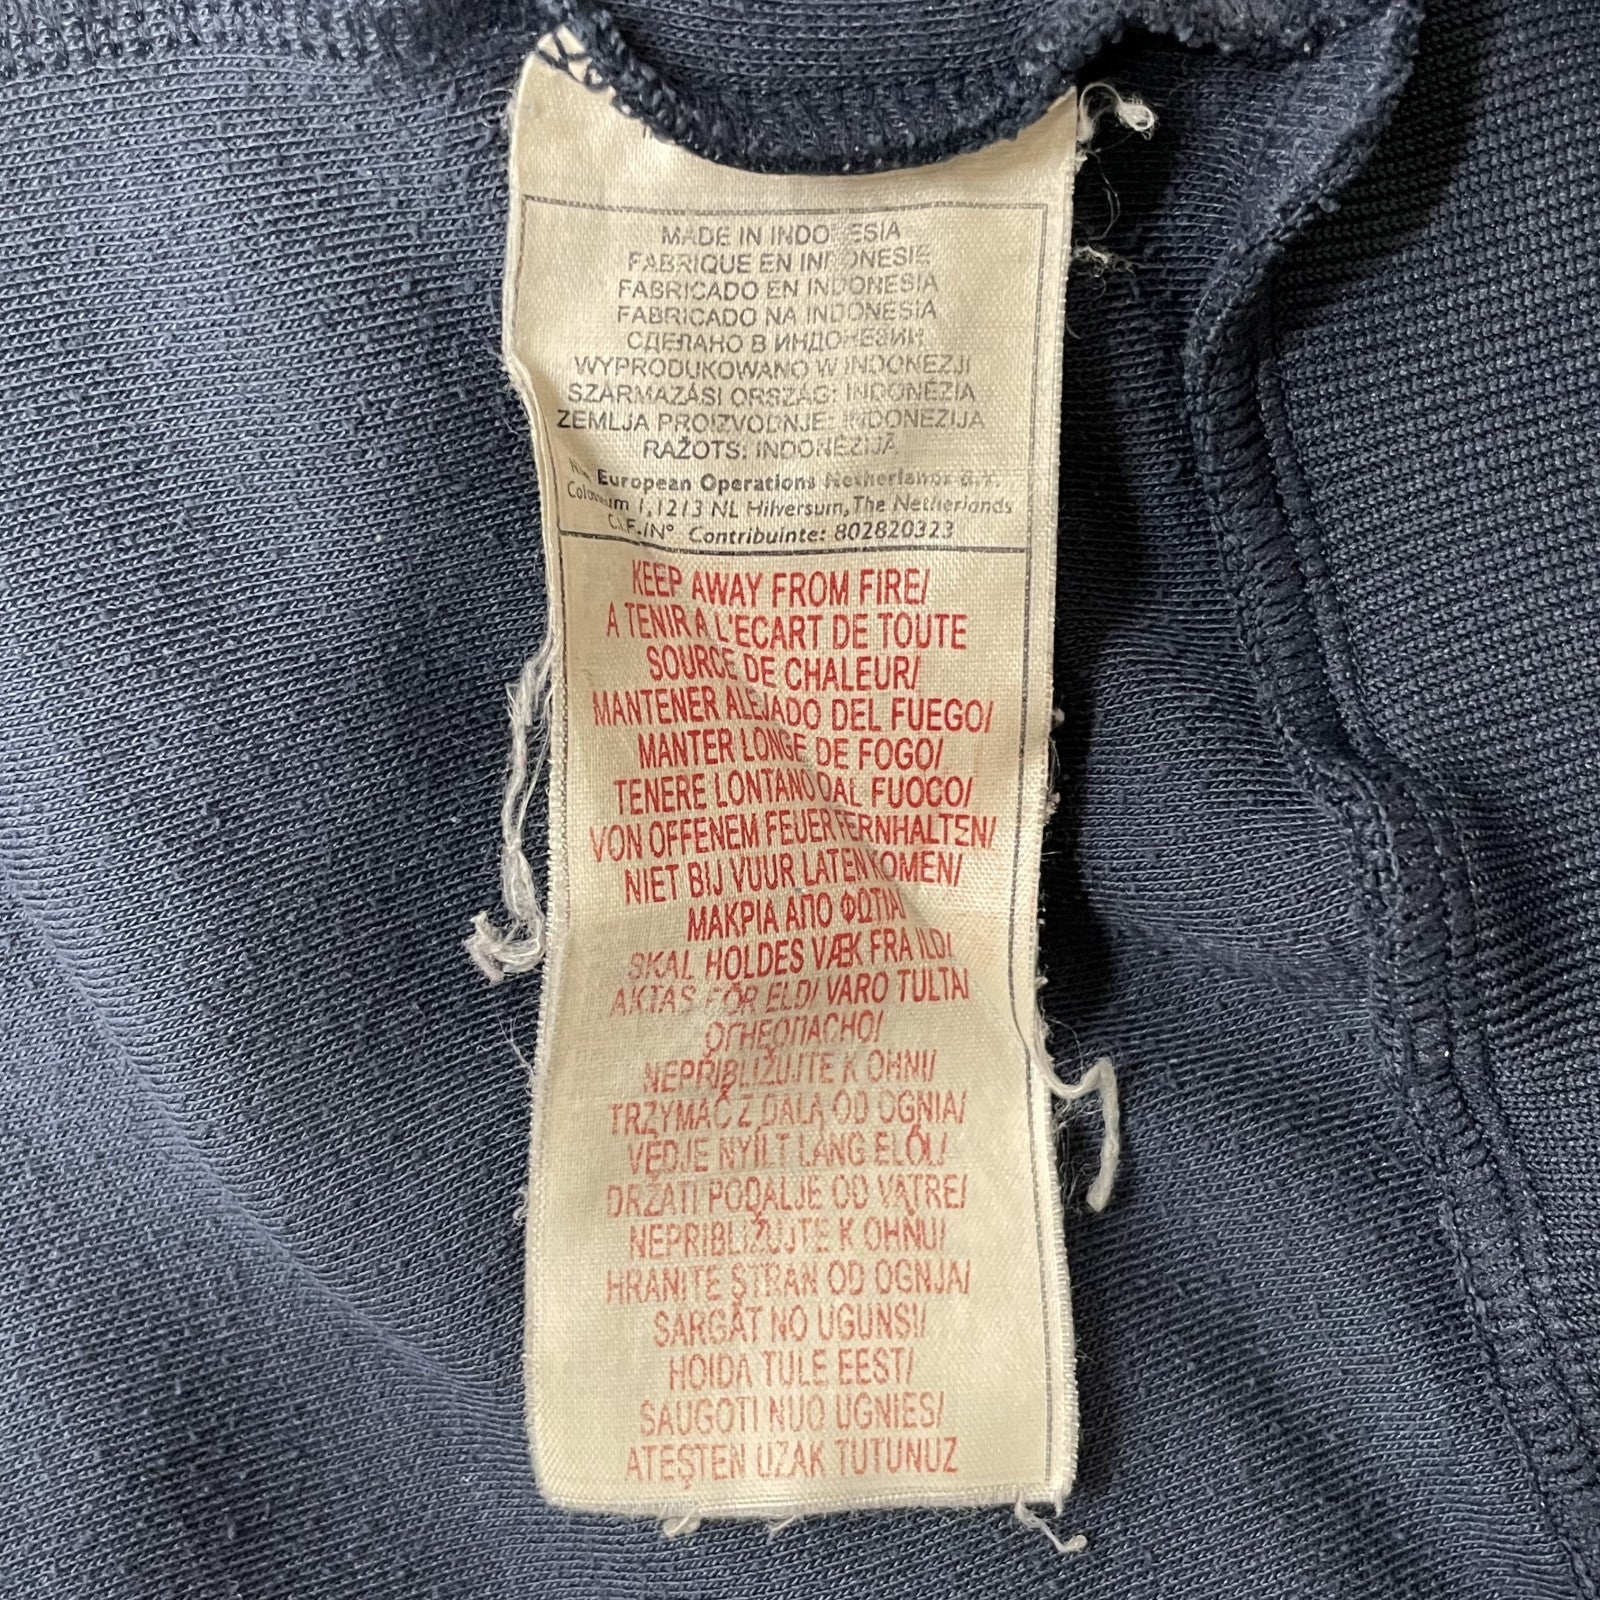 MADE IN INDONESIA
FABRIQUE EN INDONESIE
FABRICADO EN INDONESIA
FABRICADO NA INDONESIA
СДЕЛАНО В ИНДОНЕЗИИ
WYPRODUKOWANO W INDONEZJI
SZÁRMAZÁSI ORSZÁG: INDONÉZIA
ZEMLJA PROIZVODNJE: INDONEZIJA
RAŽOTS: INDONĒZIJĀ
European Operations Netherlands B.V.
Colosseum 1, 1213 NL Hilversum, The Netherlands
C.I.F./N° Contribuinte: 802820323
KEEP AWAY FROM FIRE/
A TENIR A L'ECART DE TOUTE
SOURCE DE CHALEUR/
MANTENER ALEJADO DEL FUEGO/
MANTER LONGE DE FOGO/
TENERE LONTANO DAL FUOCO/
VON OFFENEM FEUER FERNHALTEN/
NIET BIJ VUUR LATEN KOMEN/
ΜΑΚΡΙΑ ΑΠΟ ΦΩΤΙΑ/
SKAL HOLDES VÆK FRA ILD/
AKTAS FÖR ELD/ VARO TULTA/
ОГНЕОПАСНО/
NEPŘIBLIŽUJTE K OHNI/
TRZYMAĆ Z DALA OD OGNIA/
VÉDJE NYÍLT LÁNG ELŐL/
DRŽATI PODALJE OD VATRE/
NEPRIBLIŽUJTE K OHŇU/
HRANITE STRAN OD OGNJA/
SARGĀT NO UGUNS!/
HOIDA TULE EEST/
SAUGOTI NUO UGNIES/
ATEŞTEN UZAK TUTUNUZ